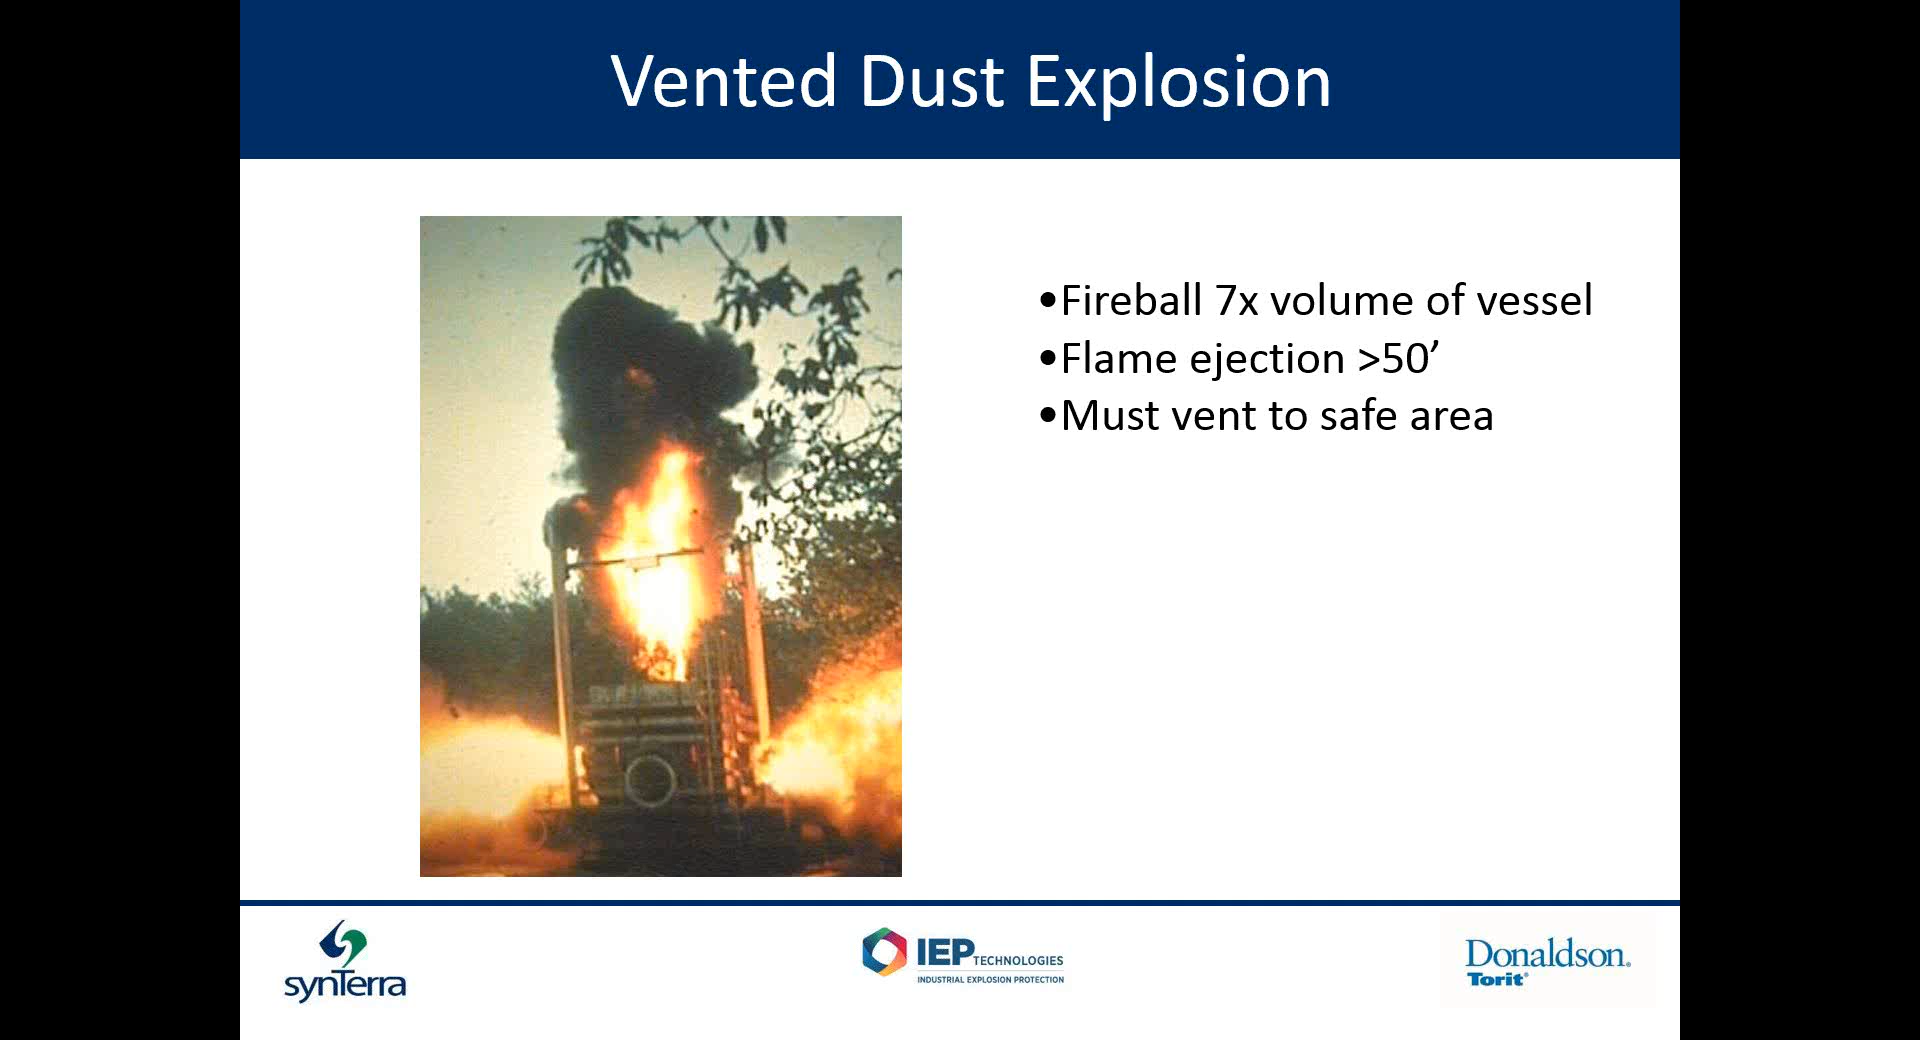 Vented Dust Explosion
•Fireball 7x volume of vessel
•Flame ejection >50’
•Must vent to safe area
synTerra
IEP TECHNOLOGIES
INDUSTRIAL EXPLOSION PROTECTION
Donaldson®
Torit®